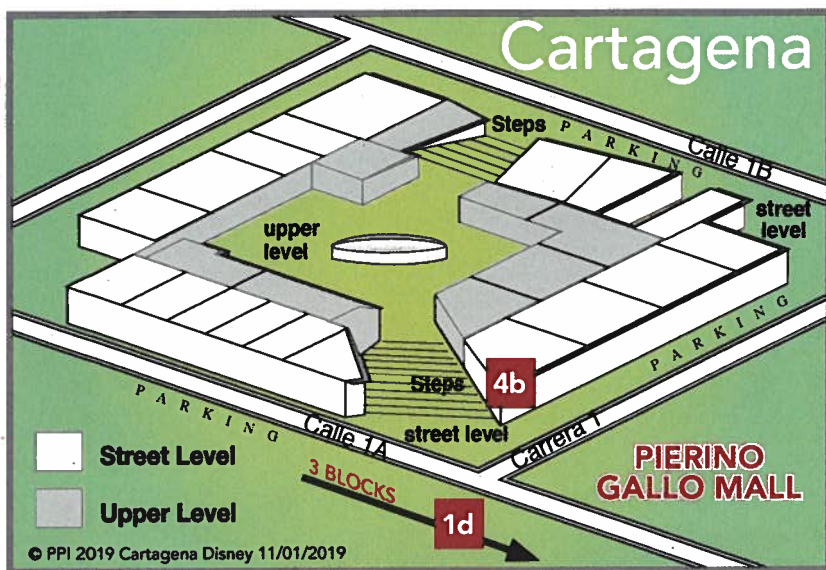 Cartagena
Steps
PARKING
Calle 1B
street
level
upper
level
PARKING
Steps
4b
street level
PARKING
Calle 1A
Carrera 1
Street Level
Upper Level
3 BLOCKS
1d
PIERINO
GALLO MALL
© PPI 2019 Cartagena Disney 11/01/2019